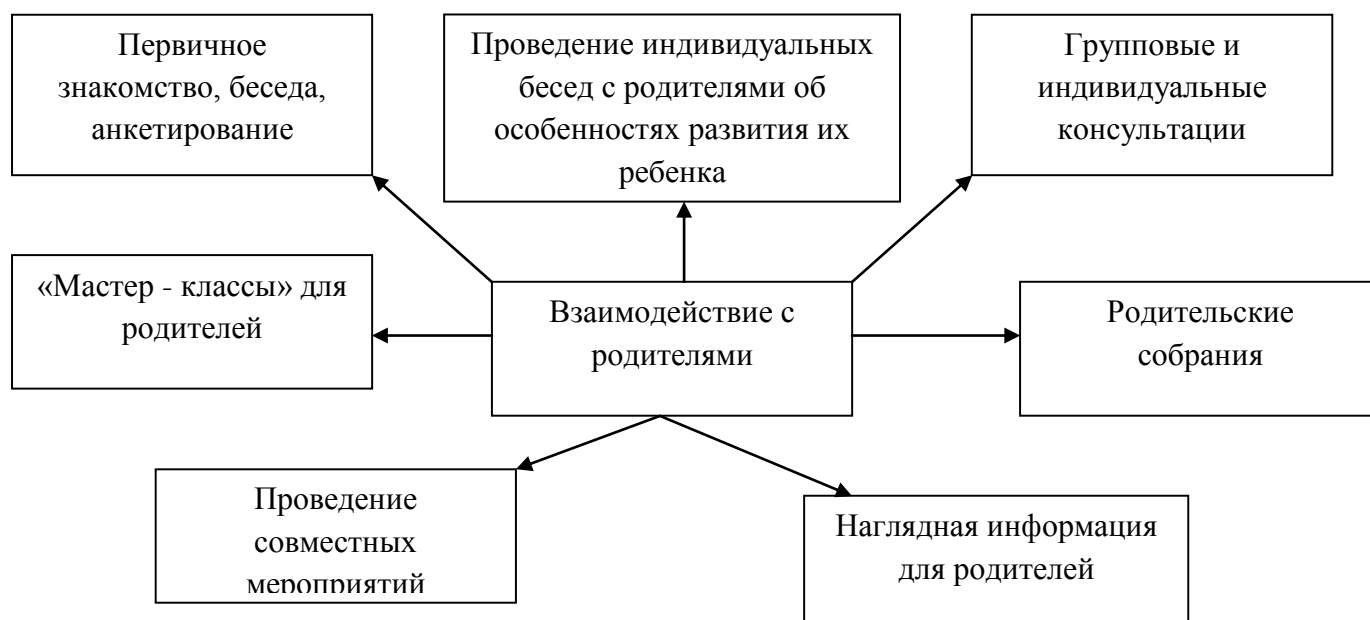 Первичное
знакомство, беседа,
анкетирование
Проведение индивидуальных
бесед с родителями об
особенностях развития их
ребенка
Групповые и
индивидуальные
консультации
«Мастер - классы» для
родителей
Взаимодействие с
родителями
Родительские
собрания
Проведение
совместных
мероприятий
Наглядная информация
для родителей